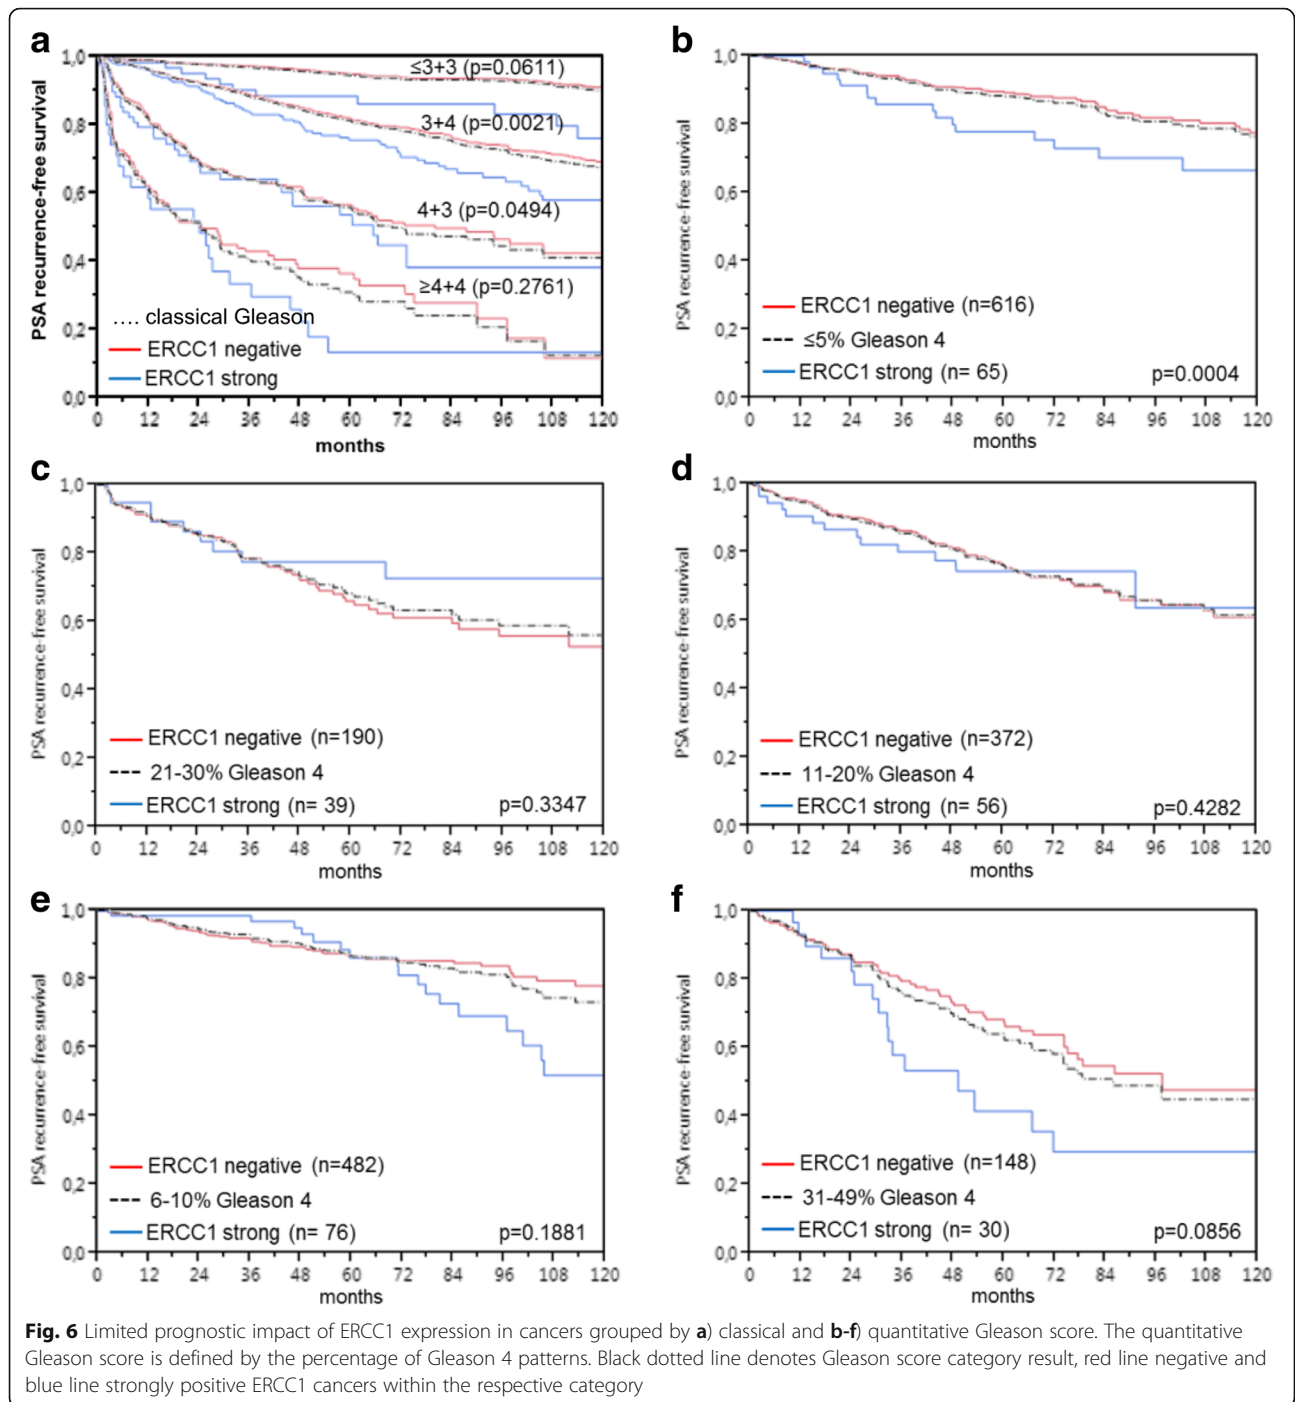 a
1,0
0,8
0,6
0,4
0,2
0,0
PSA recurrence-free survival
≤3+3 (p=0.0611)
3+4 (p=0.0021)
4+3 (p=0.0494)
≥4+4 (p=0.2761)
.... classical Gleason
ERCC1 negative
ERCC1 strong
0 12 24 36 48 60 72 84 96 108 120
months
b
1,0
0,8
0,6
0,4
0,2
0,0
PSA recurrence-free survival
ERCC1 negative (n=616)
≤5% Gleason 4
ERCC1 strong (n= 65)
p=0.0004
0 12 24 36 48 60 72 84 96 108 120
months
c
1,0
0,8
0,6
0,4
0,2
0,0
PSA recurrence-free survival
ERCC1 negative (n=190)
21-30% Gleason 4
ERCC1 strong (n= 39)
p=0.3347
0 12 24 36 48 60 72 84 96 108 120
months
d
1,0
0,8
0,6
0,4
0,2
0,0
PSA recurrence-free survival
ERCC1 negative (n=372)
11-20% Gleason 4
ERCC1 strong (n= 56)
p=0.4282
0 12 24 36 48 60 72 84 96 108 120
months
e
1,0
0,8
0,6
0,4
0,2
0,0
PSA recurrence-free survival
ERCC1 negative (n=482)
6-10% Gleason 4
ERCC1 strong (n= 76)
p=0.1881
0 12 24 36 48 60 72 84 96 108 120
months
f
1,0
0,8
0,6
0,4
0,2
0,0
PSA recurrence-free survival
ERCC1 negative (n=148)
31-49% Gleason 4
ERCC1 strong (n= 30)
p=0.0856
0 12 24 36 48 60 72 84 96 108 120
months
Fig. 6 Limited prognostic impact of ERCC1 expression in cancers grouped by a) classical and b-f) quantitative Gleason score. The quantitative
Gleason score is defined by the percentage of Gleason 4 patterns. Black dotted line denotes Gleason score category result, red line negative and
blue line strongly positive ERCC1 cancers within the respective category